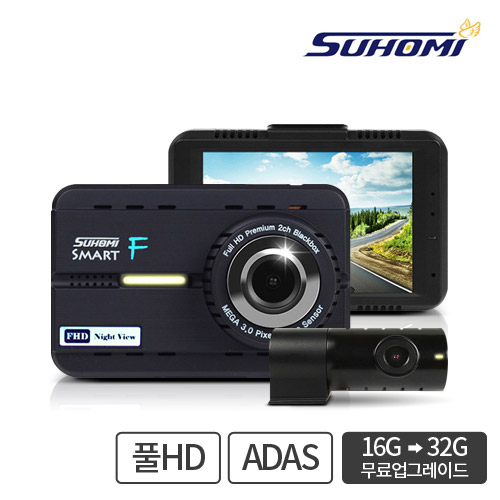 SUHOMI
SUHOMI
SMART F
Full HD Premium 2ch Blackbox
MEGA 3.0 Pixel Sensor
FHD Night View
풀HD
ADAS
16G ➡ 32G
무료업그레이드